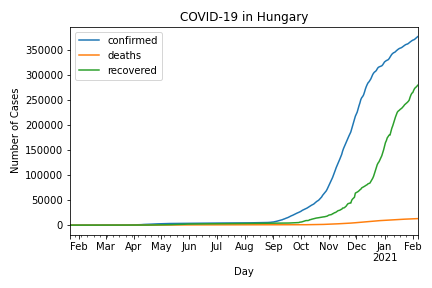 COVID-19 in Hungary
confirmed
deaths
recovered
Number of Cases
350000
300000
250000
200000
150000
100000
50000
0
Feb Mar Apr May Jun Jul Aug Sep Oct Nov Dec Jan Feb
2021
Day